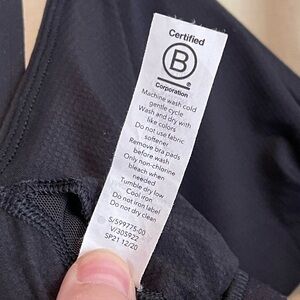 Certified
B
Corporation
Machine wash cold
gentle cycle
Wash and dry with
like colors
Do not use fabric
softener
Remove bra pads
before wash
Only non-chlorine
bleach when
needed
Tumble dry low
Cool iron
Do not iron label
Do not dry clean
S/599775-00
V/305922
SP21 12/20